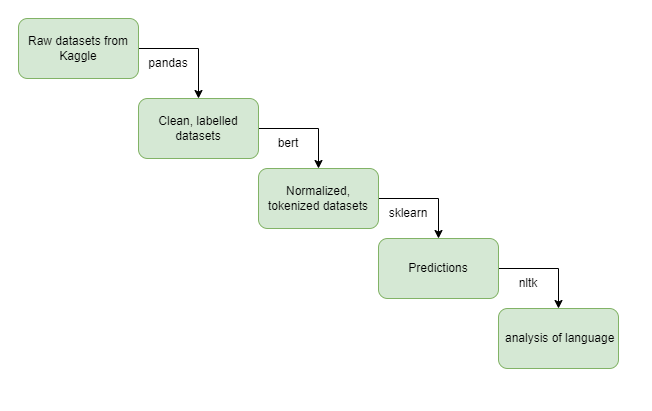 Raw datasets from
Kaggle
pandas
Clean, labelled
datasets
bert
Normalized,
tokenized datasets
sklearn
Predictions
nltk
analysis of language